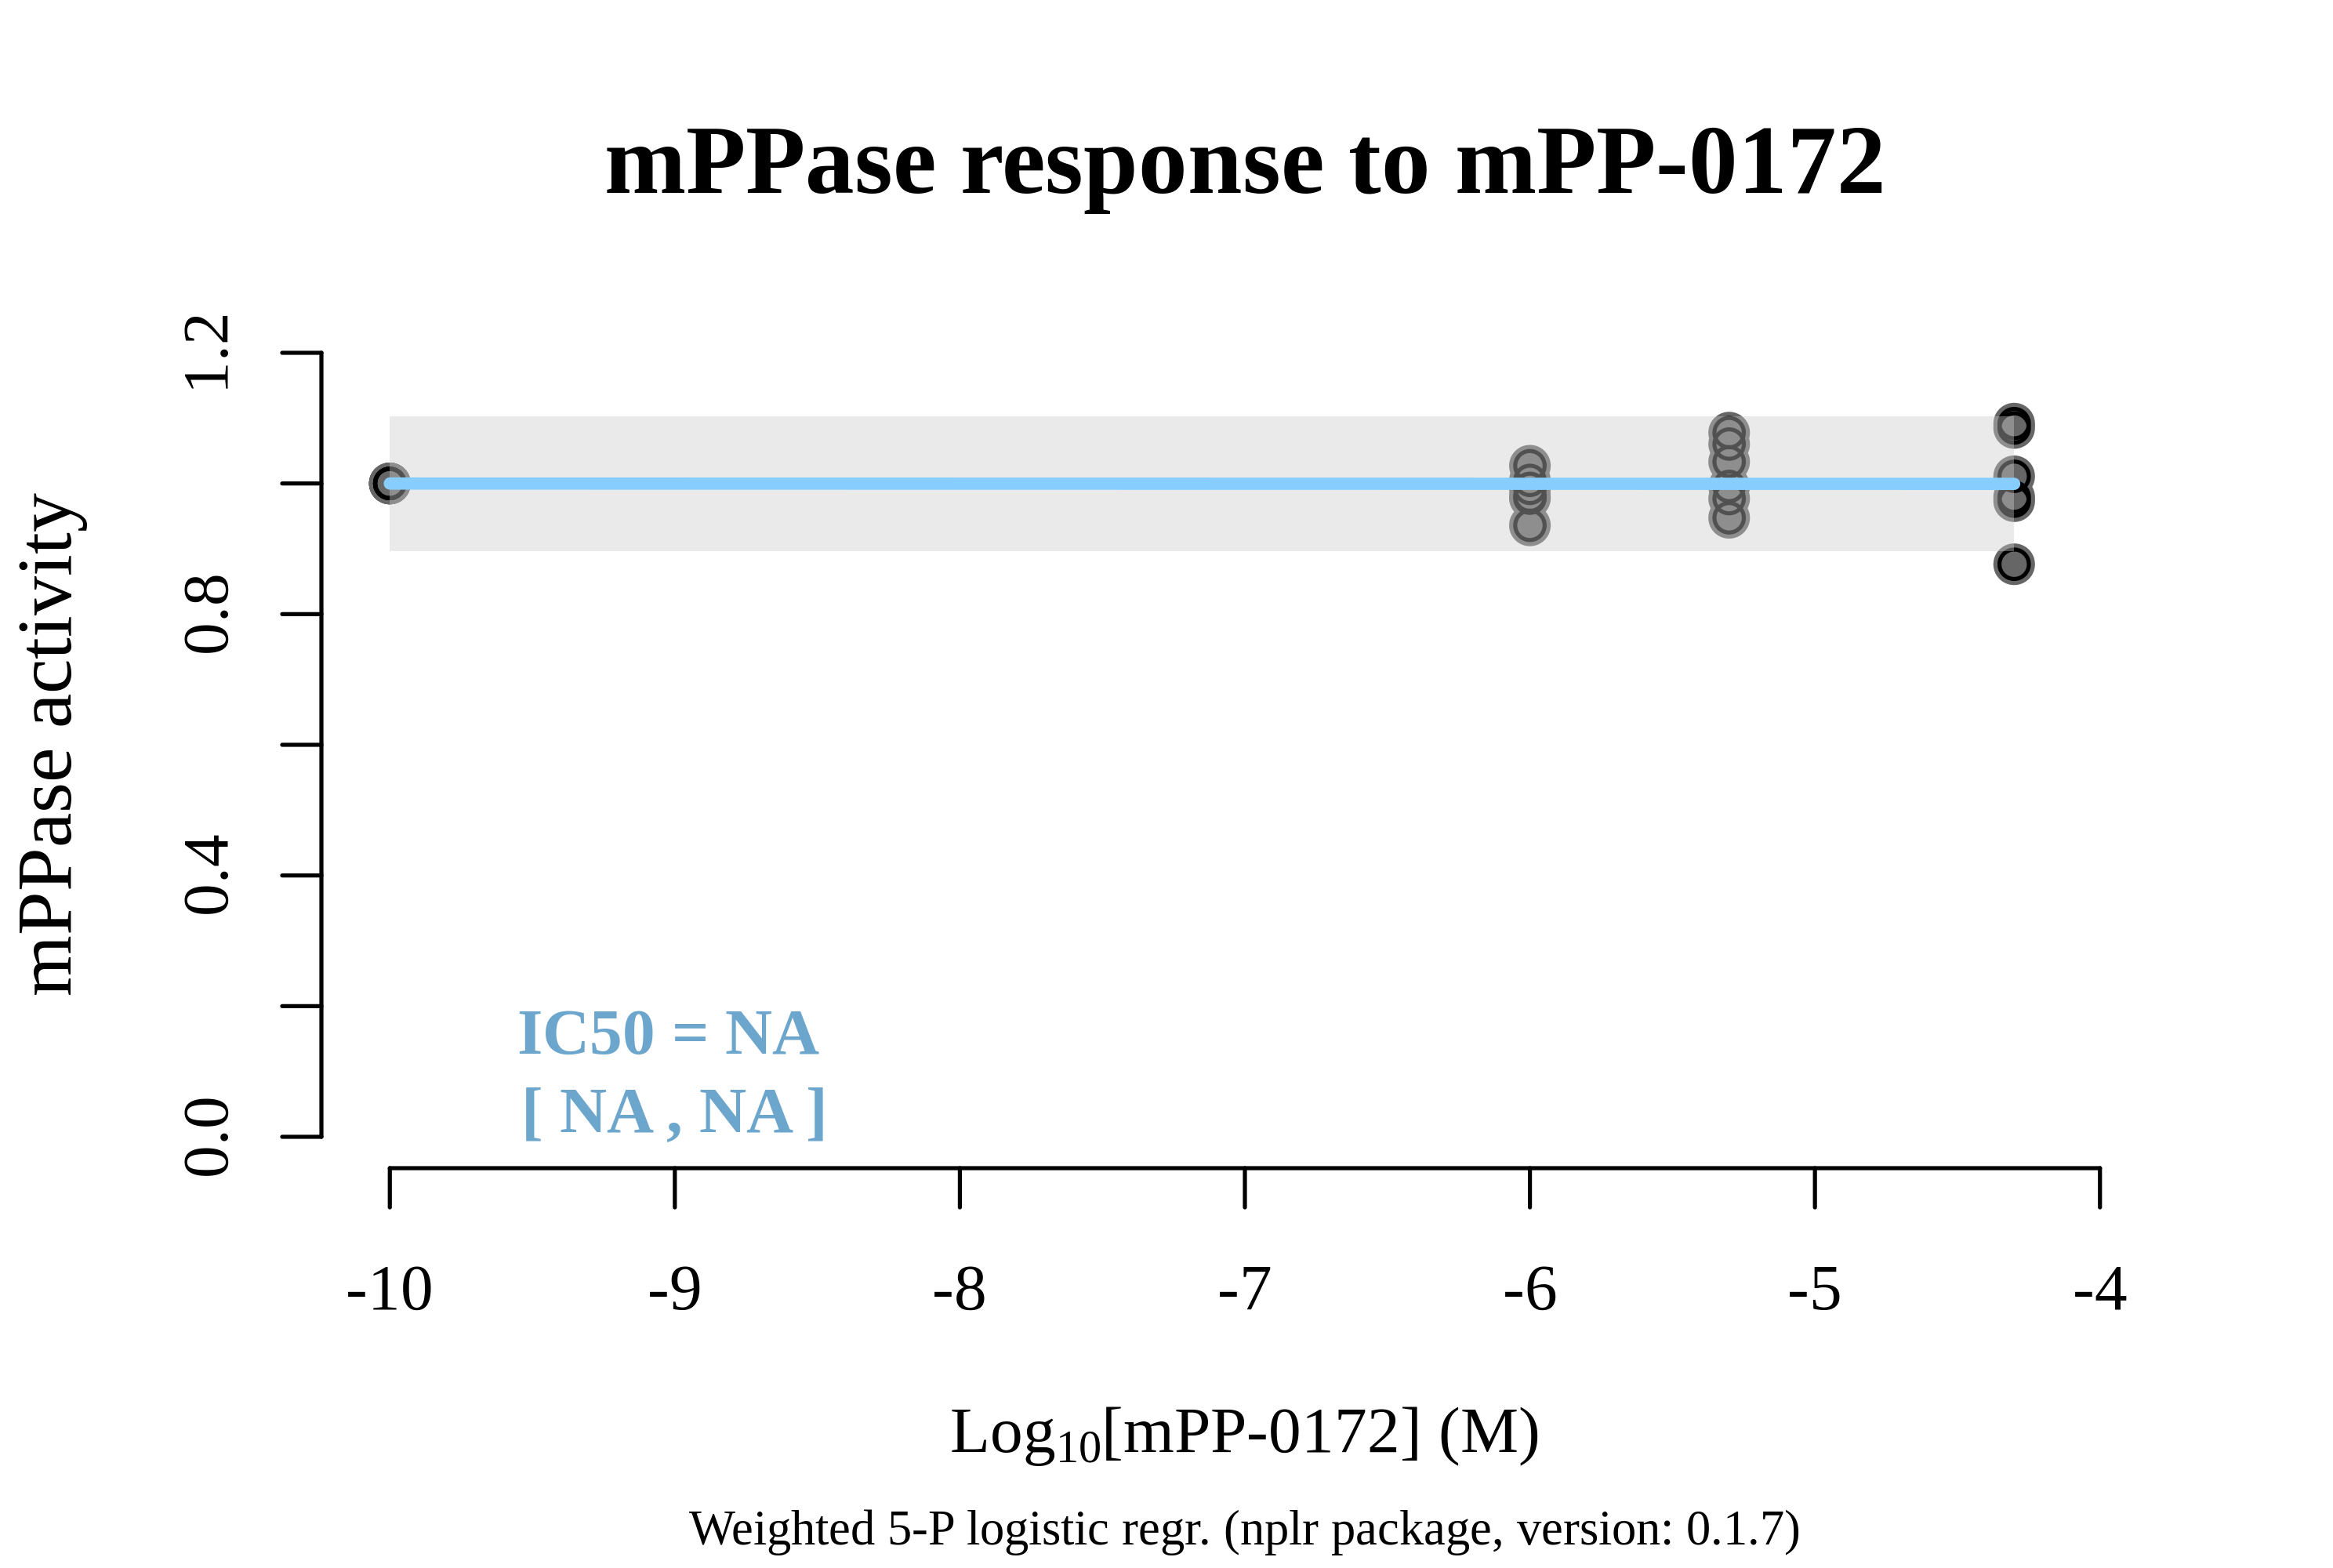 mPPase response to mPP-0172
mPPase activity
1.2
0.8
0.4
0.0
IC50 = NA
[ NA , NA ]
-10 -9 -8 -7 -6 -5 -4
Log10[mPP-0172] (M)
Weighted 5-P logistic regr. (nplr package, version: 0.1.7)